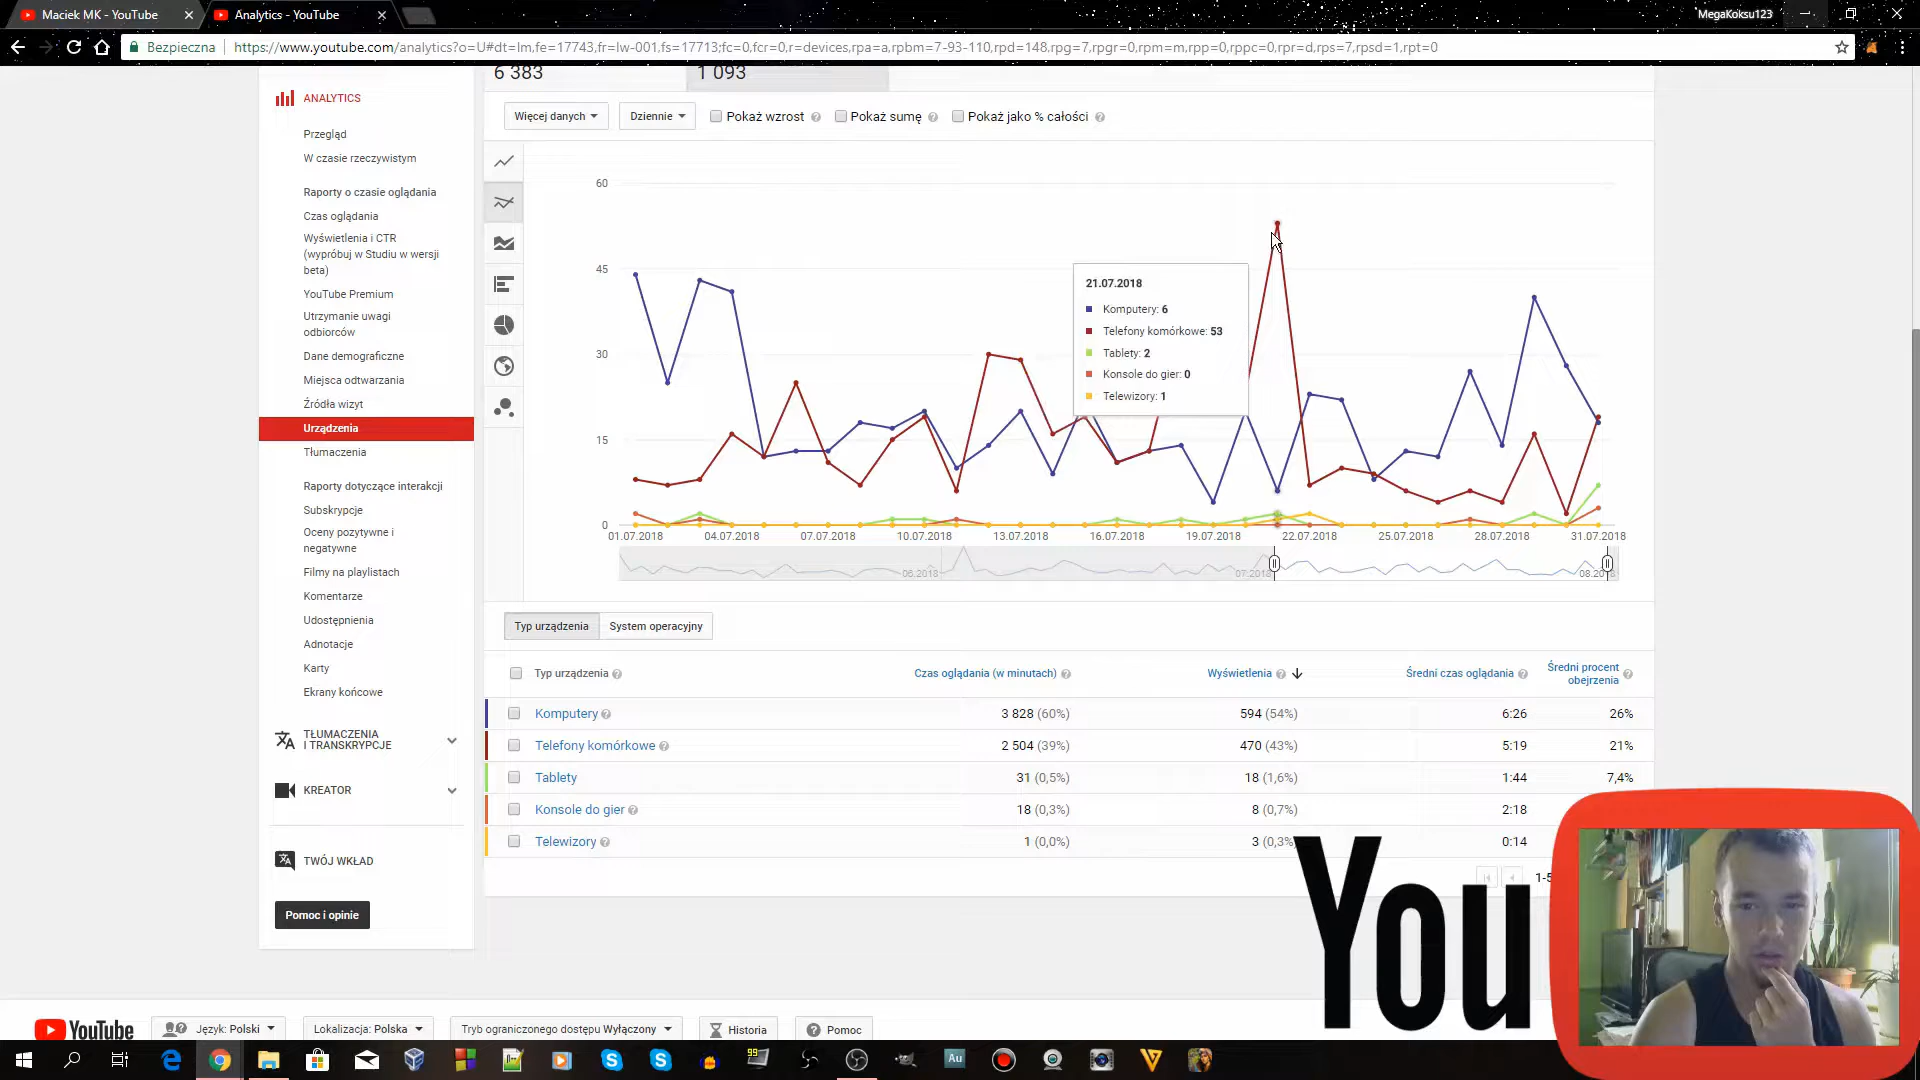 Maciek MK - YouTube
Analytics - YouTube
MegaKoksu123
Bezpieczna
https://www.youtube.com/analytics?o=U#dt=lm,fe=17743,fr=lw-001,fs=17713;fc=0,fcr=0,r=devices,rpa=a,rpbm=7-93-110,rpd=148,rpg=7,rpgr=0,rpm=m,rpp=0,rppc=0,rpr=d,rps=7,rpsd=1,rpt=0
6 383
1 093
ANALYTICS
Przegląd
W czasie rzeczywistym
Raporty o czasie oglądania
Czas oglądania
Wyświetlenia i CTR
(wypróbuj w Studiu w wersji
beta)
YouTube Premium
Utrzymanie uwagi
odbiorców
Dane demograficzne
Miejsca odtwarzania
Źródła wizyt
Urządzenia
Tłumaczenia
Raporty dotyczące interakcji
Subskrypcje
Oceny pozytywne i
negatywne
Filmy na playlistach
Komentarze
Udostępnienia
Adnotacje
Karty
Ekrany końcowe
TŁUMACZENIA
I TRANSKRYPCJE
KREATOR
TWÓJ WKŁAD
Pomoc i opinie
Więcej danych
Dziennie
Pokaż wzrost
Pokaż sumę
Pokaż jako % całości
60
45
30
15
0
21.07.2018
Komputery: 6
Telefony komórkowe: 53
Tablety: 2
Konsole do gier: 0
Telewizory: 1
01.07.2018
04.07.2018
07.07.2018
10.07.2018
13.07.2018
16.07.2018
19.07.2018
22.07.2018
25.07.2018
28.07.2018
31.07.2018
06.2018
07.2018
Typ urządzenia
System operacyjny
Typ urządzenia
Czas oglądania (w minutach)
Wyświetlenia
Średni czas oglądania
Średni procent
obejrzenia
Komputery 3 828 (60%) 594 (54%) 6:26 26%
Telefony komórkowe 2 504 (39%) 470 (43%) 5:19 21%
Tablety 31 (0,5%) 18 (1,6%) 1:44 7,4%
Konsole do gier 18 (0,3%) 8 (0,7%) 2:18
Telewizory 1 (0,0%) 3 (0,3%) 0:14
You
YouTube
Język: Polski
Lokalizacja: Polska
Tryb ograniczonego dostępu Wyłączony
Historia
Pomoc
99
Au